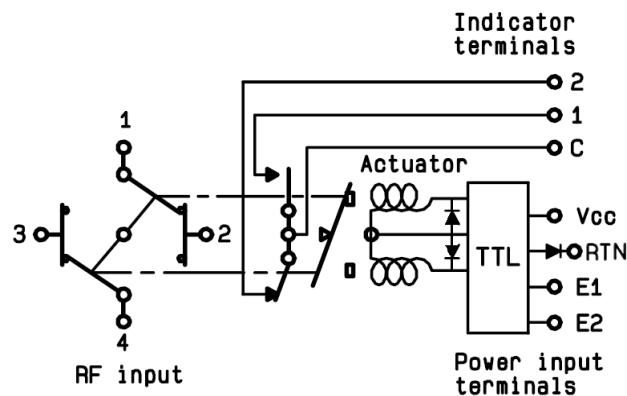 Indicator
terminals
2
1
C
1
Actuator
3
2
TTL
Vcc
RTN
E1
E2
4
RF input
Power input
terminals